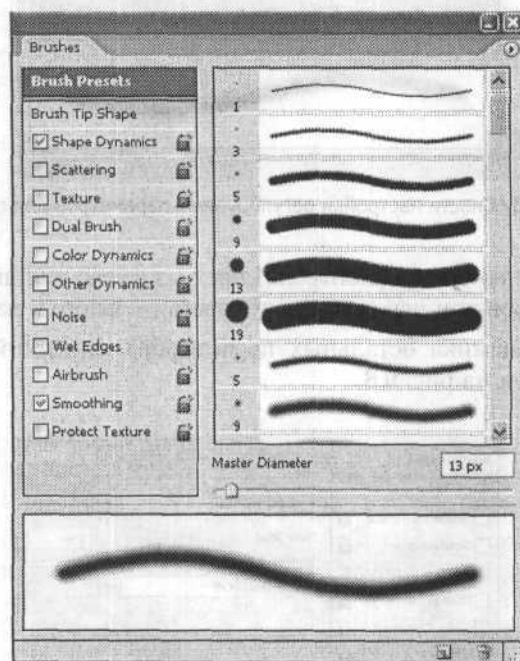 Brushes
Brush Presets
Brush Tip Shape
Shape Dynamics
Scattering
Texture
Dual Brush
Color Dynamics
Other Dynamics
Noise
Wet Edges
Airbrush
Smoothing
Protect Texture
1
3
5
9
13
19
5
9
Master Diameter
13 px